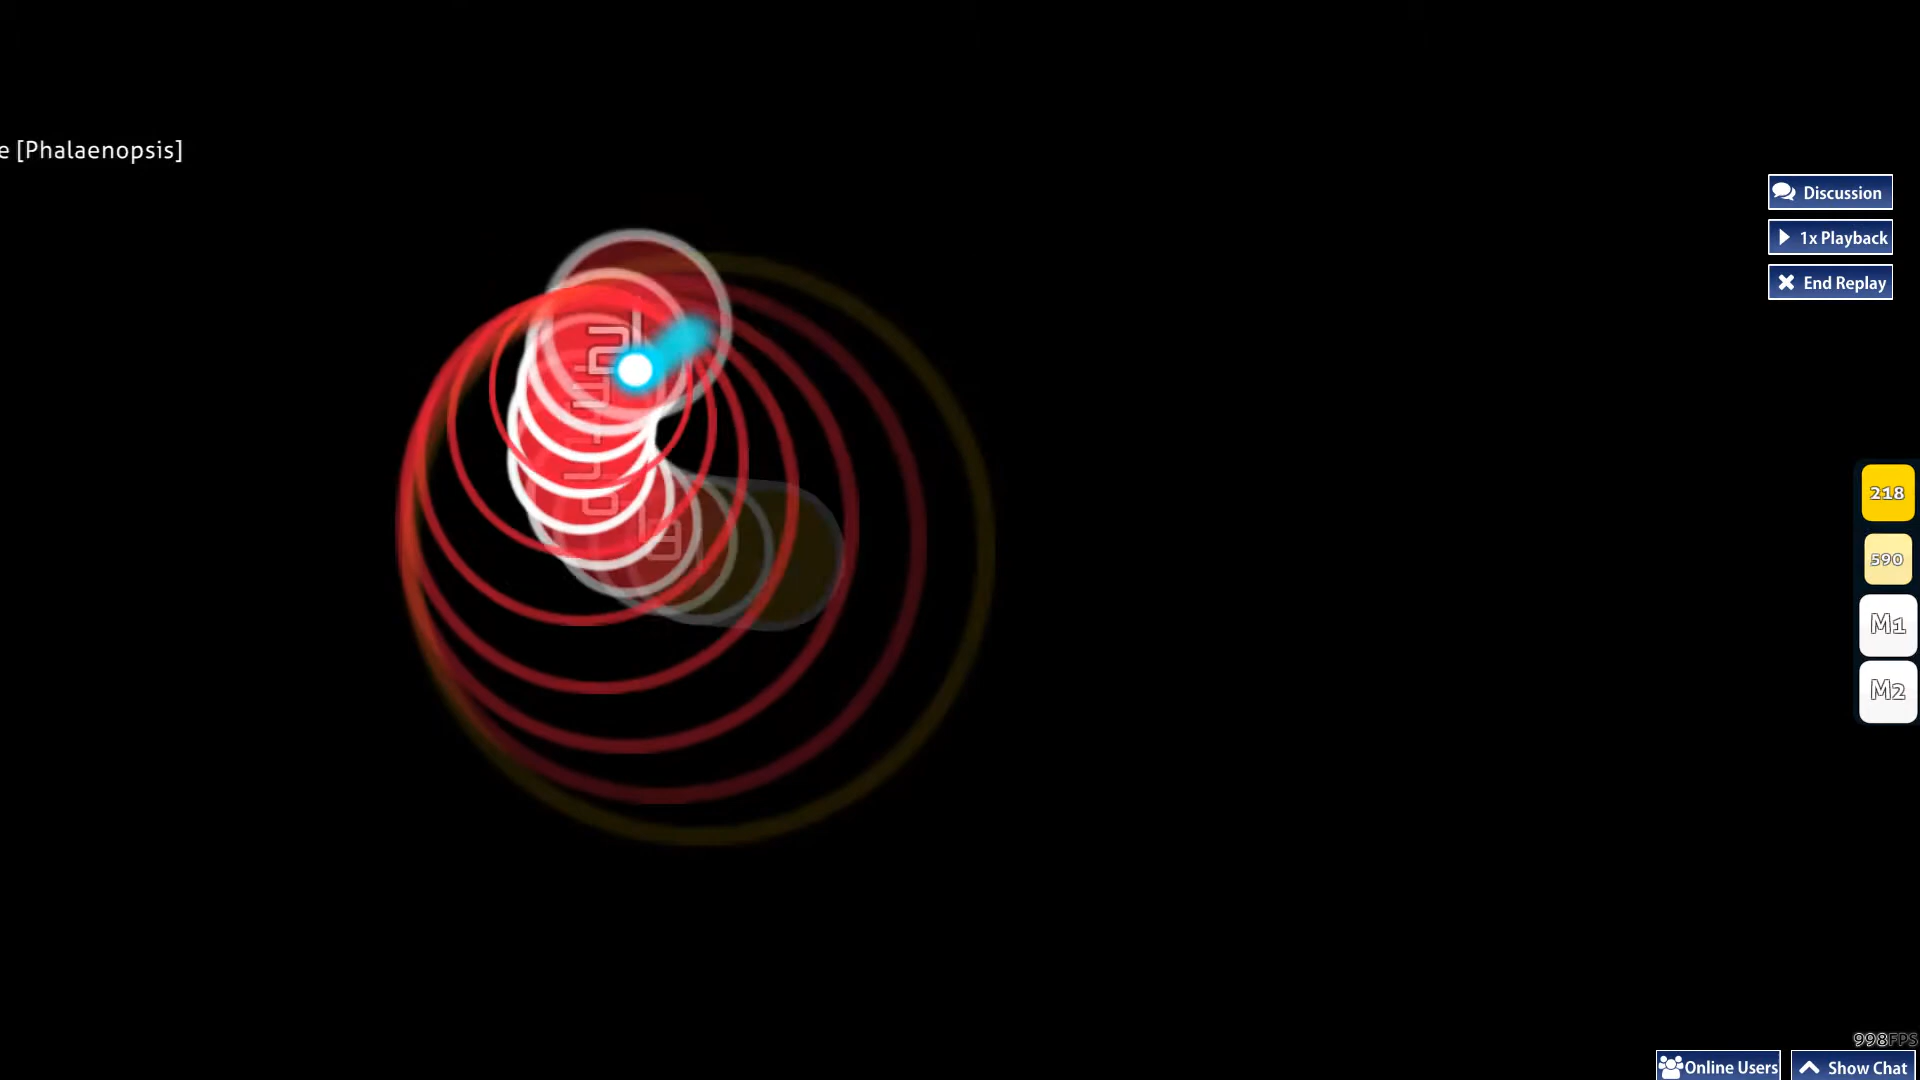 e [Phalaenopsis]
Discussion
1x Playback
End Replay
218
590
M1
M2
998FPS
Online Users
Show Chat